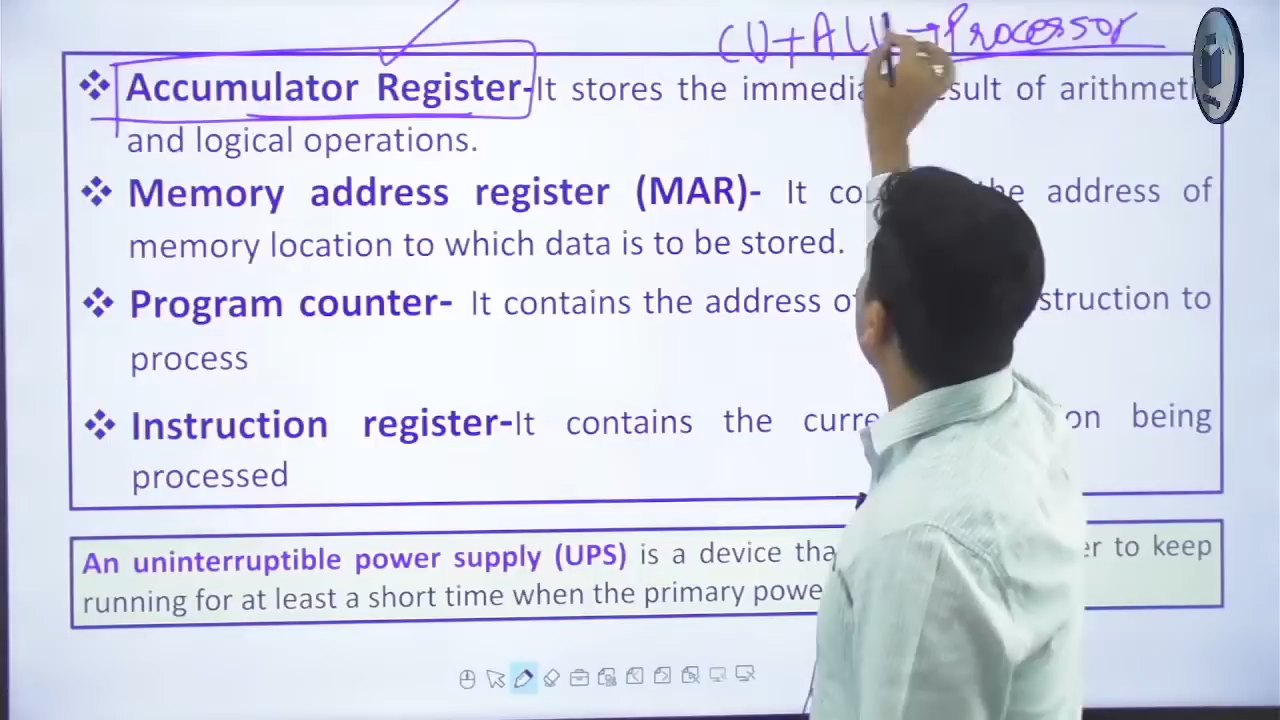 CU+ALU→Processor
❖ Accumulator Register-It stores the immedia sult of arithmeti
and logical operations.
❖ Memory address register (MAR)- It co the address of
memory location to which data is to be stored.
❖ Program counter- It contains the address o struction to
process
❖ Instruction register-It contains the curre on being
processed
An uninterruptible power supply (UPS) is a device tha er to keep
running for at least a short time when the primary powe